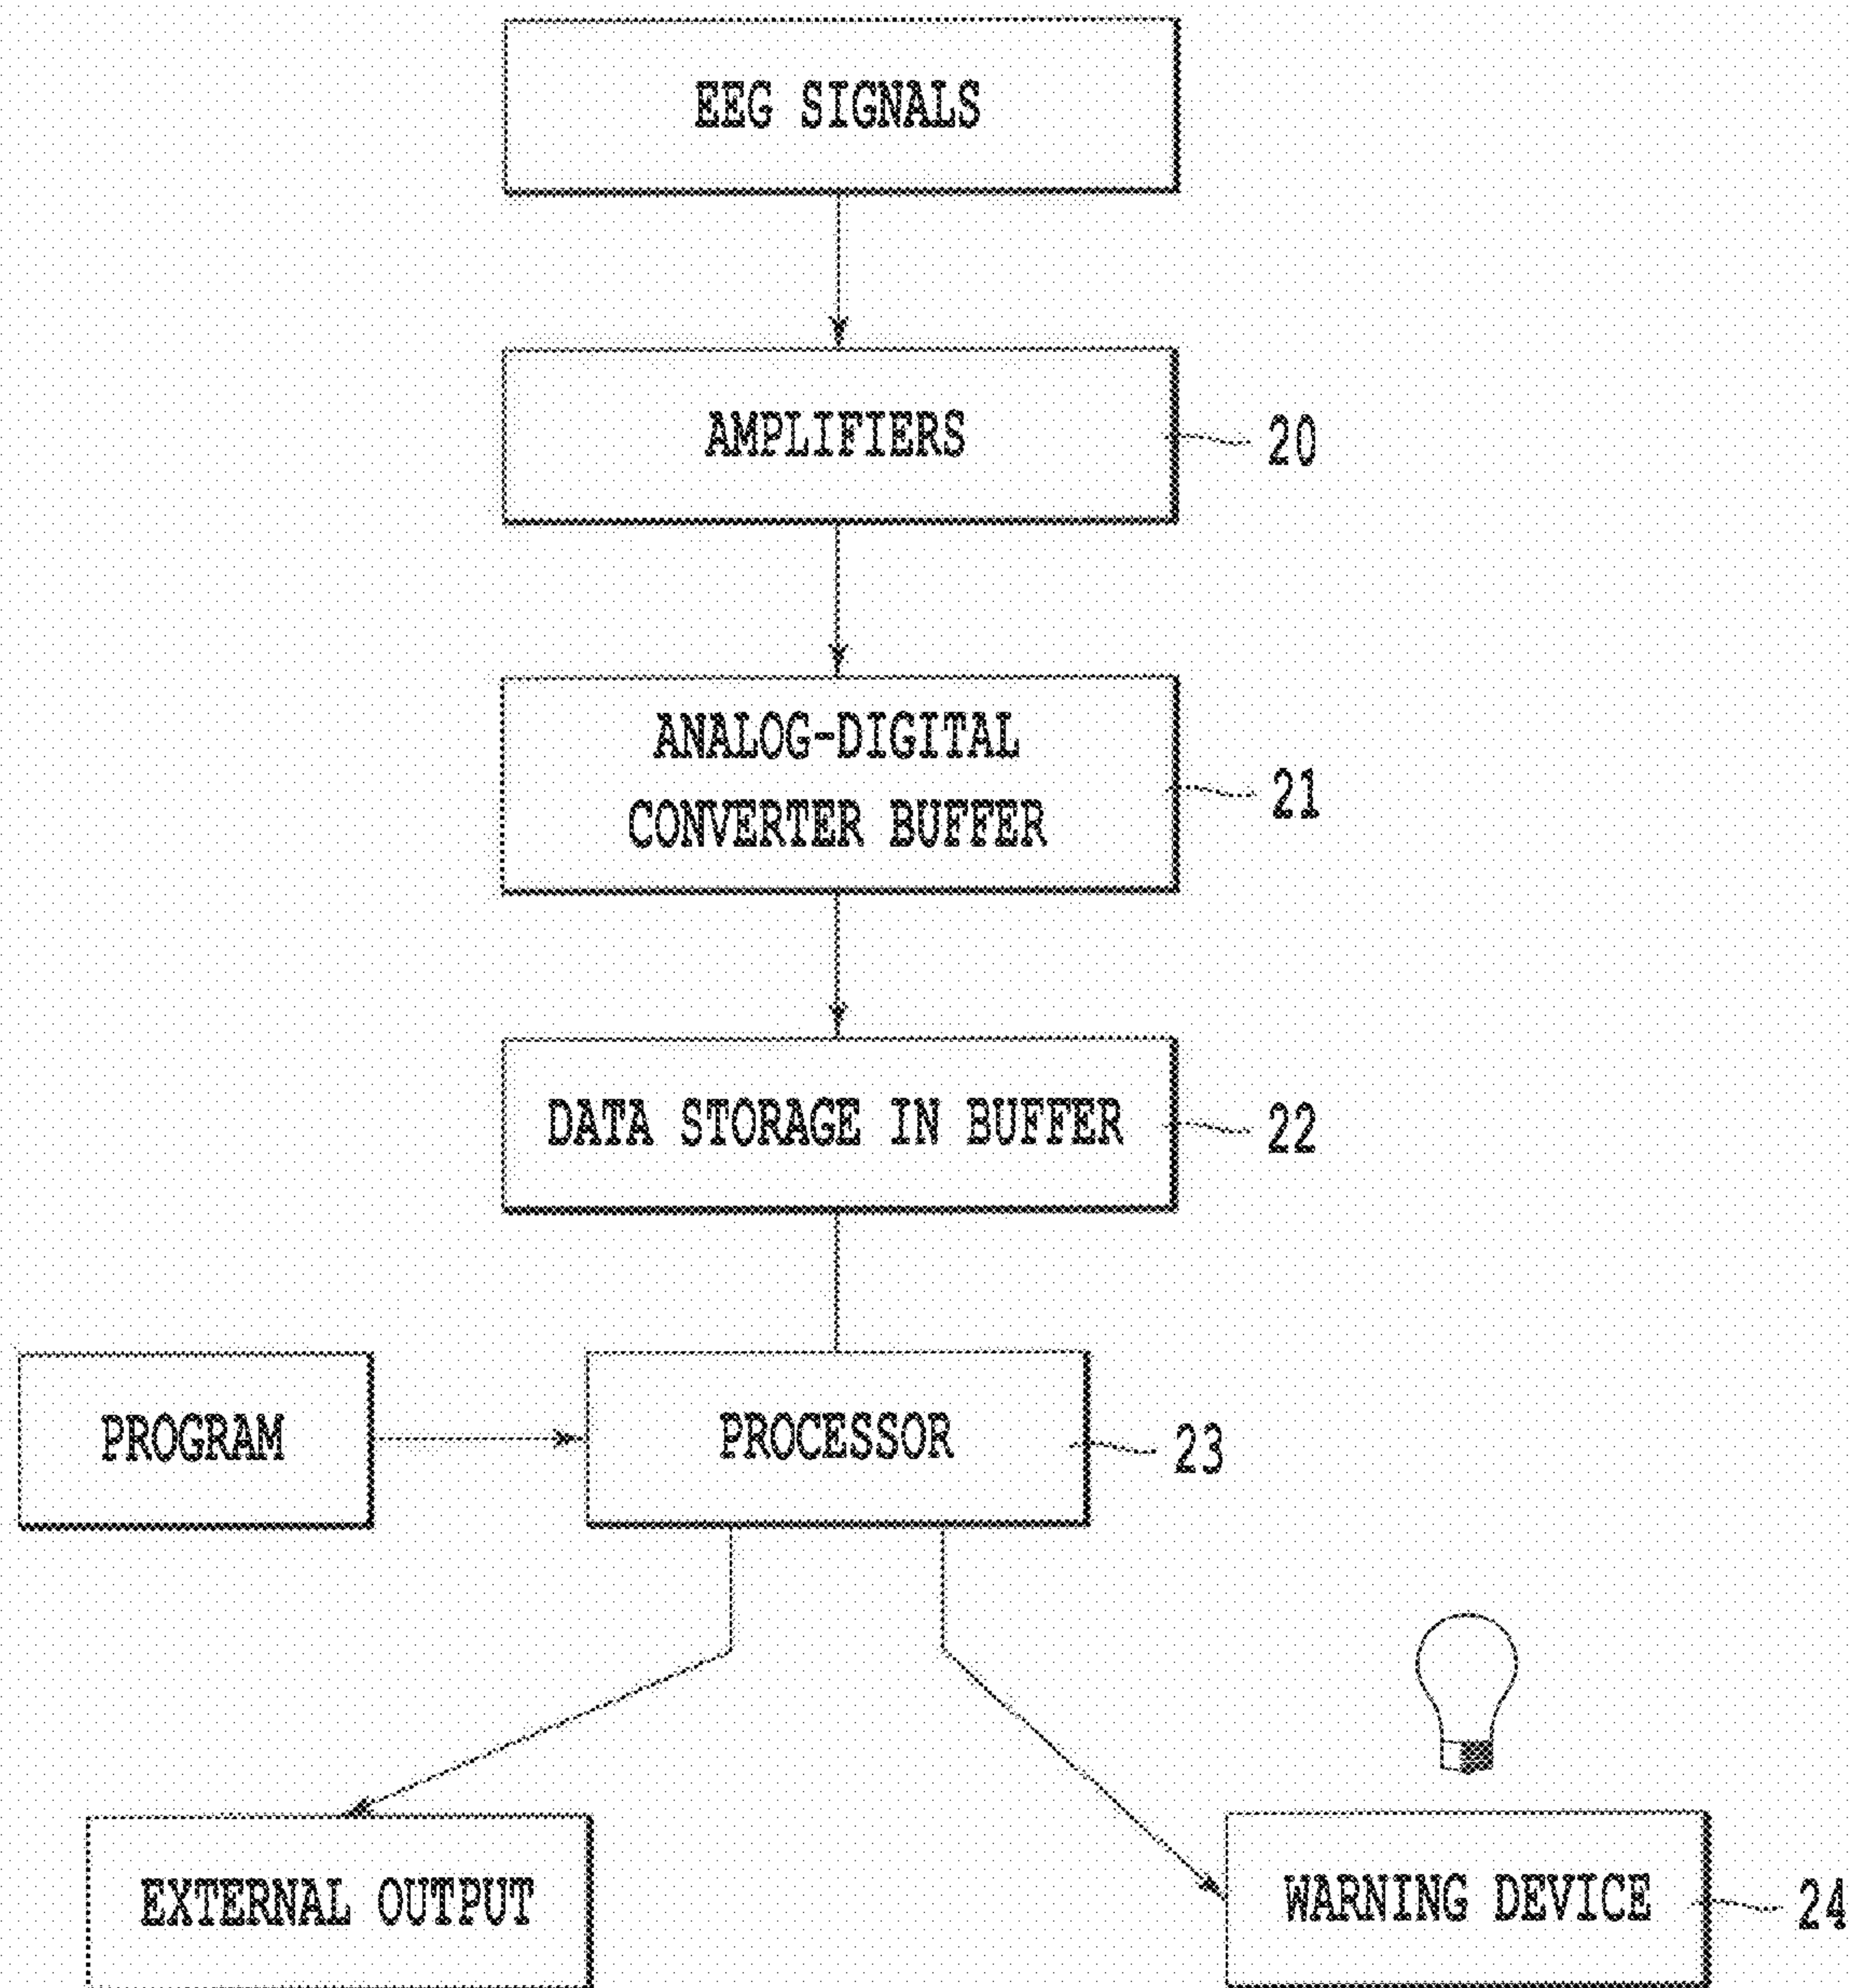 EEG SIGNALS
AMPLIFIERS
20
ANALOG-DIGITAL
CONVERTER BUFFER
21
DATA STORAGE IN BUFFER
22
PROGRAM
PROCESSOR
23
EXTERNAL OUTPUT
WARNING DEVICE
24